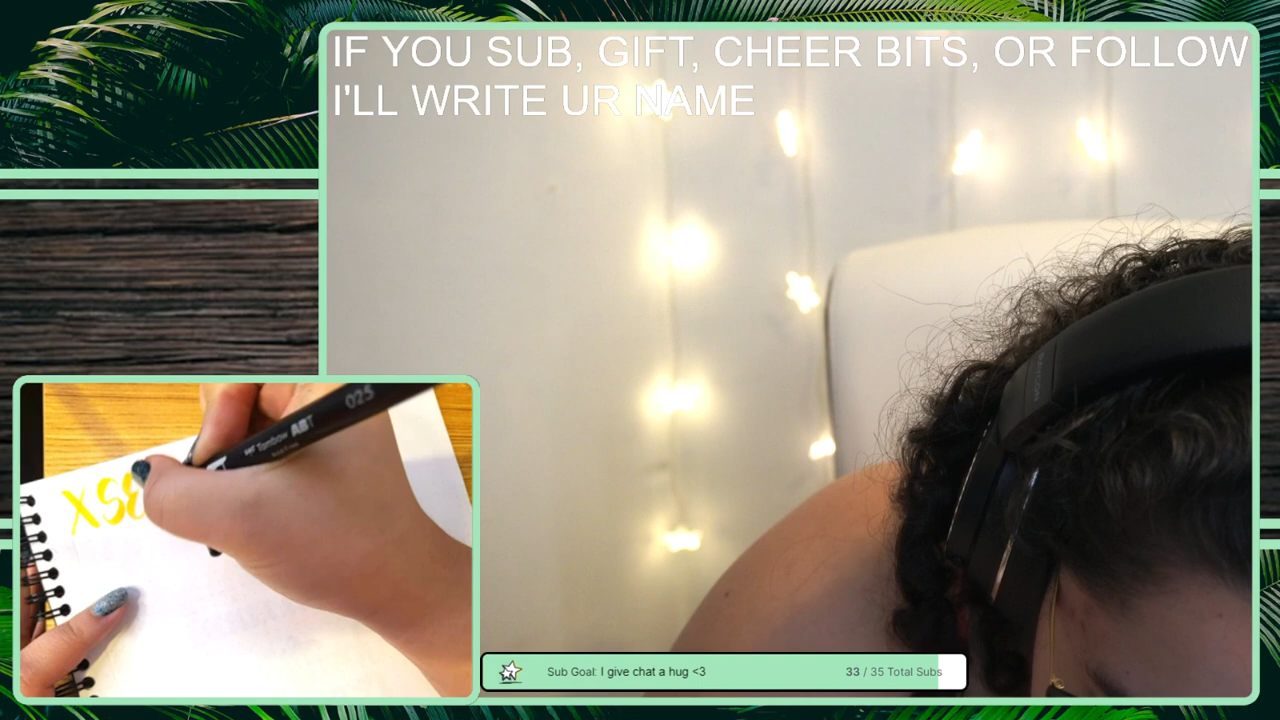 IF YOU SUB, GIFT, CHEER BITS, OR FOLLOW
I'LL WRITE UR NAME
025
Tombow ABT
XSE
Sub Goal: I give chat a hug <3
33 / 35 Total Subs